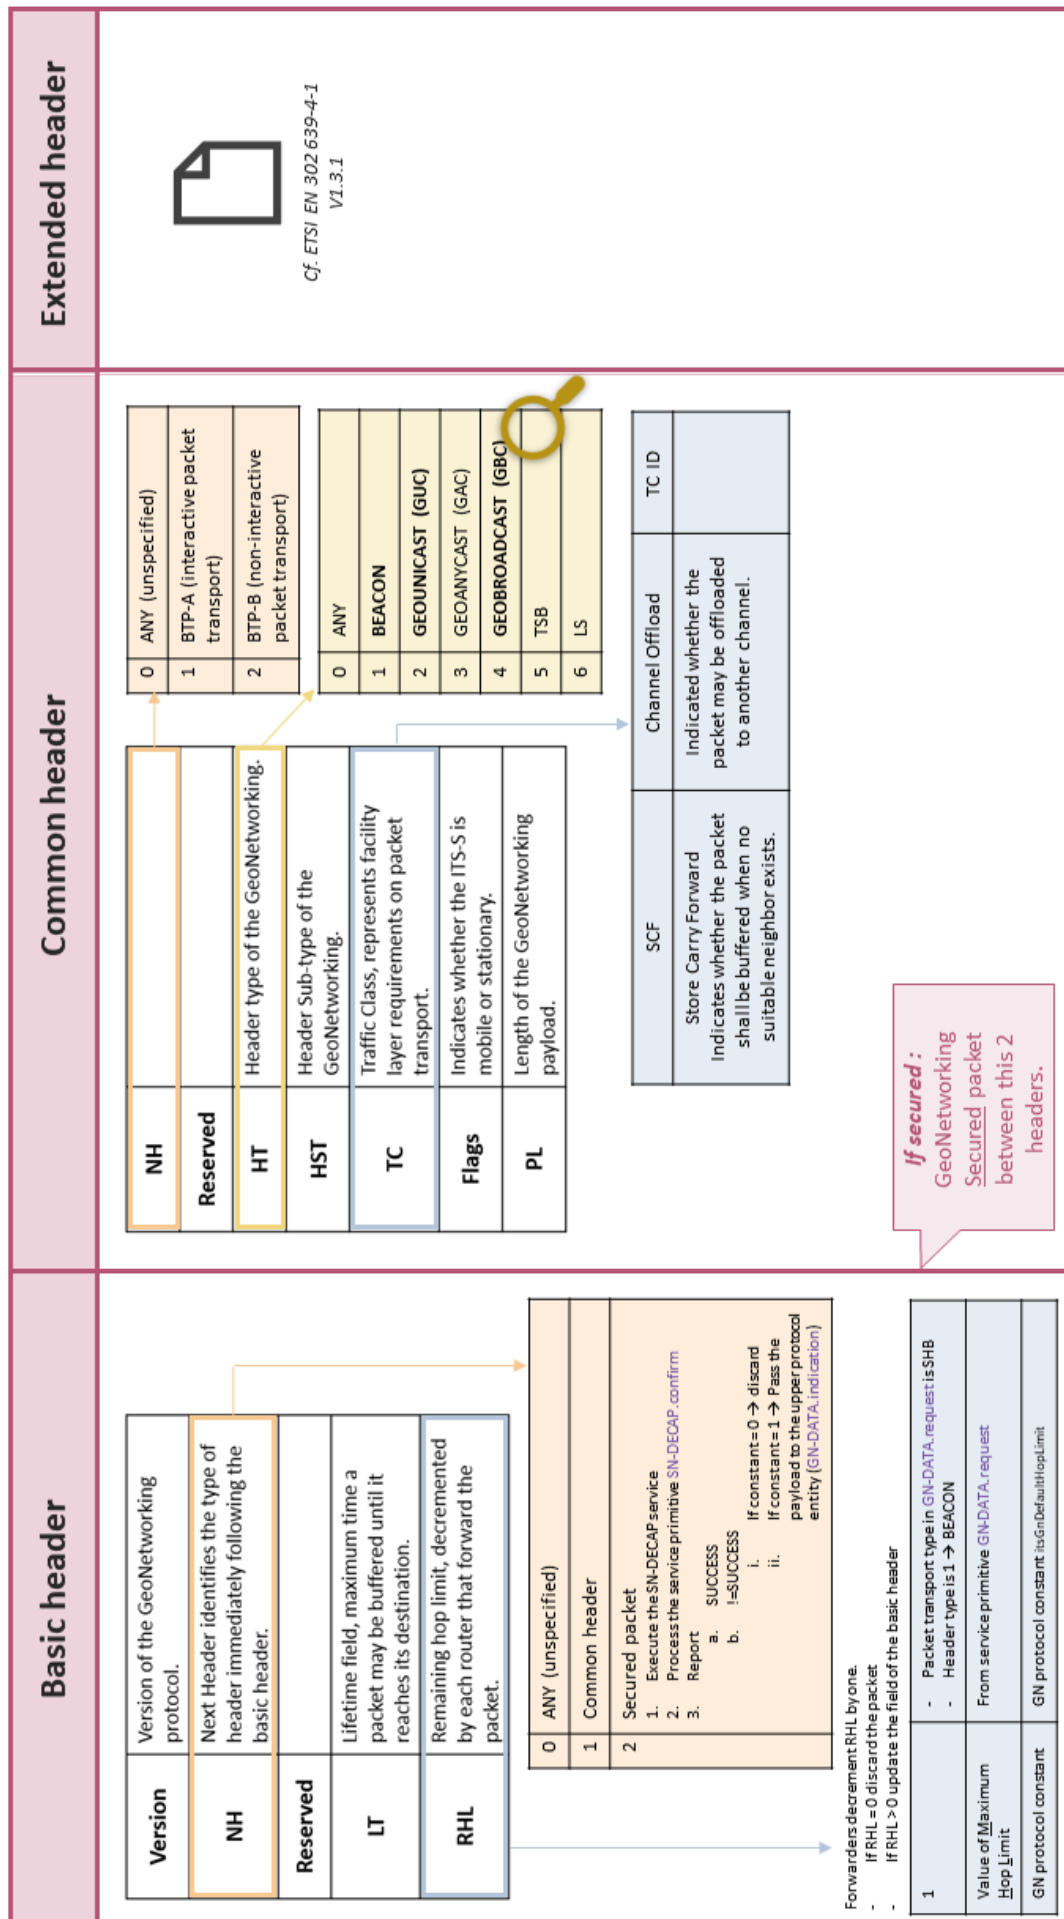 Basic header
Common header
Extended header
Version
Version of the GeoNetworking
protocol.
NH
Next Header identifies the type of
header immediately following the
basic header.
Reserved
LT
Lifetime field, maximum time a
packet may be buffered until it
reaches its destination.
RHL
Remaining hop limit, decremented
by each router that forward the
packet.
0 ANY (unspecified)
1 Common header
2 Secured packet
1. Execute the SN-DECAP service
2. Process the service primitive SN-DECAP.confirm
3. Report
a. SUCCESS
b. !=SUCCESS
i. If constant = 0 → discard
ii. If constant = 1 → Pass the
payload to the upper protocol
entity (GN-DATA.indication)
Forwarders decrement RHL by one.
- If RHL = 0 discard the packet
- If RHL > 0 update the field of the basic header
1
- Packet transport type in GN-DATA.request is SHB
- Header type is 1 → BEACON
Value of Maximum
Hop Limit
From service primitive GN-DATA.request
GN protocol constant
GN protocol constant itsGnDefaultHopLimit
NH
Reserved
HT
Header type of the GeoNetworking.
HST
Header Sub-type of the
GeoNetworking.
TC
Traffic Class, represents facility
layer requirements on packet
transport.
Flags
Indicates whether the ITS-S is
mobile or stationary.
PL
Length of the GeoNetworking
payload.
0 ANY (unspecified)
1 BTP-A (interactive packet
transport)
2 BTP-B (non-interactive
packet transport)
0 ANY
1 BEACON
2 GEOUNICAST (GUC)
3 GEOANYCAST (GAC)
4 GEOBROADCAST (GBC)
5 TSB
6 LS
SCF
Channel Offload
TC ID
Store Carry Forward
Indicates whether the packet
shall be buffered when no
suitable neighbor exists.
Indicated whether the
packet may be offloaded
to another channel.
If secured :
GeoNetworking
Secured packet
between this 2
headers.
Cf. ETSI EN 302 639-4-1
V1.3.1